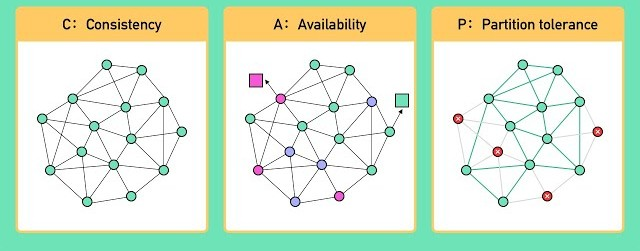 C: Consistency
A: Availability
P: Partition tolerance